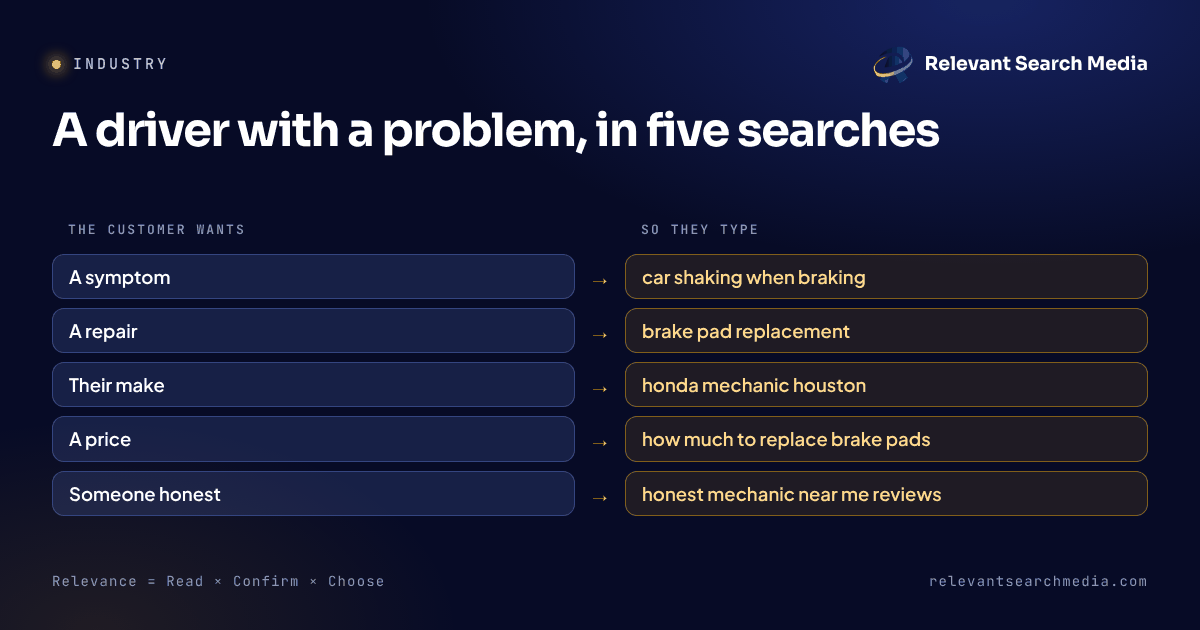 INDUSTRY
Relevant Search Media
A driver with a problem, in five searches
THE CUSTOMER WANTS
SO THEY TYPE
A symptom
→
car shaking when braking
A repair
→
brake pad replacement
Their make
→
honda mechanic houston
A price
→
how much to replace brake pads
Someone honest
→
honest mechanic near me reviews
Relevance = Read × Confirm × Choose
relevantsearchmedia.com